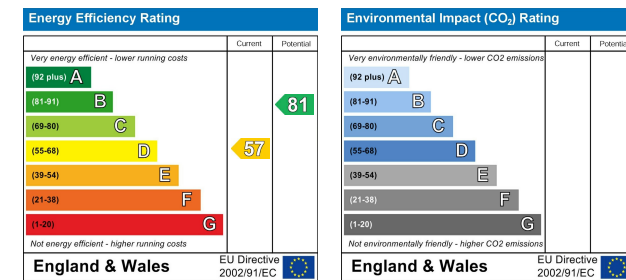 Energy Efficiency Rating
Current Potential
Very energy efficient - lower running costs
(92 plus) A
(81-91) B
(69-80) C
(55-68) D
(39-54) E
(21-38) F
(1-20) G
57
81
Not energy efficient - higher running costs
England & Wales
EU Directive
2002/91/EC
Environmental Impact (CO₂) Rating
Current Potential
Very environmentally friendly - lower CO2 emissions
(92 plus) A
(81-91) B
(69-80) C
(55-68) D
(39-54) E
(21-38) F
(1-20) G
Not environmentally friendly - higher CO2 emissions
England & Wales
EU Directive
2002/91/EC